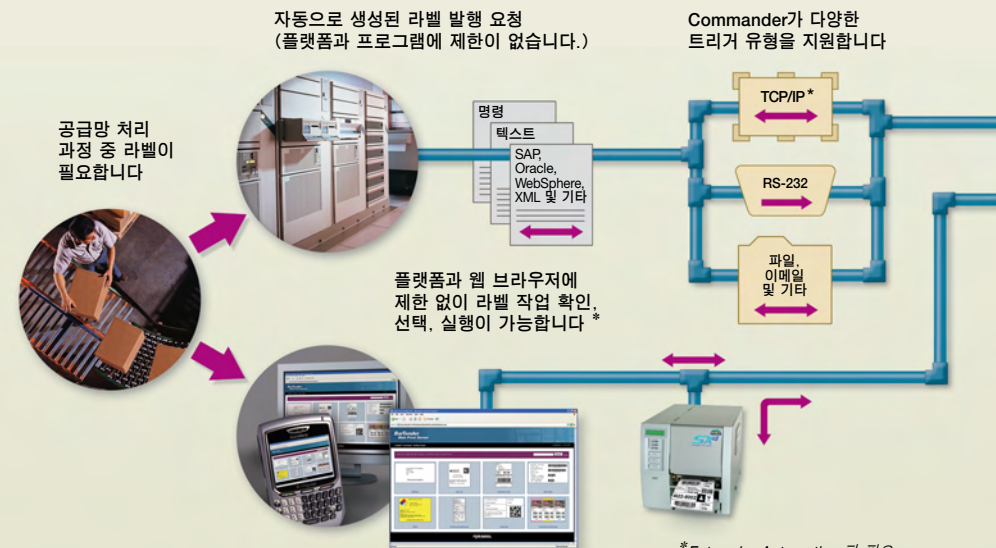 자동으로 생성된 라벨 발행 요청
(플랫폼과 프로그램에 제한이 없습니다.)
Commander가 다양한
트리거 유형을 지원합니다
공급망 처리
과정 중 라벨이
필요합니다
명령
텍스트
SAP,
Oracle,
WebSphere,
XML 및 기타
TCP/IP*
RS-232
파일,
이메일
및 기타
플랫폼과 웹 브라우저에
제한 없이 라벨 작업 확인,
선택, 실행이 가능합니다 *
BarTender
Web Print Server
SX